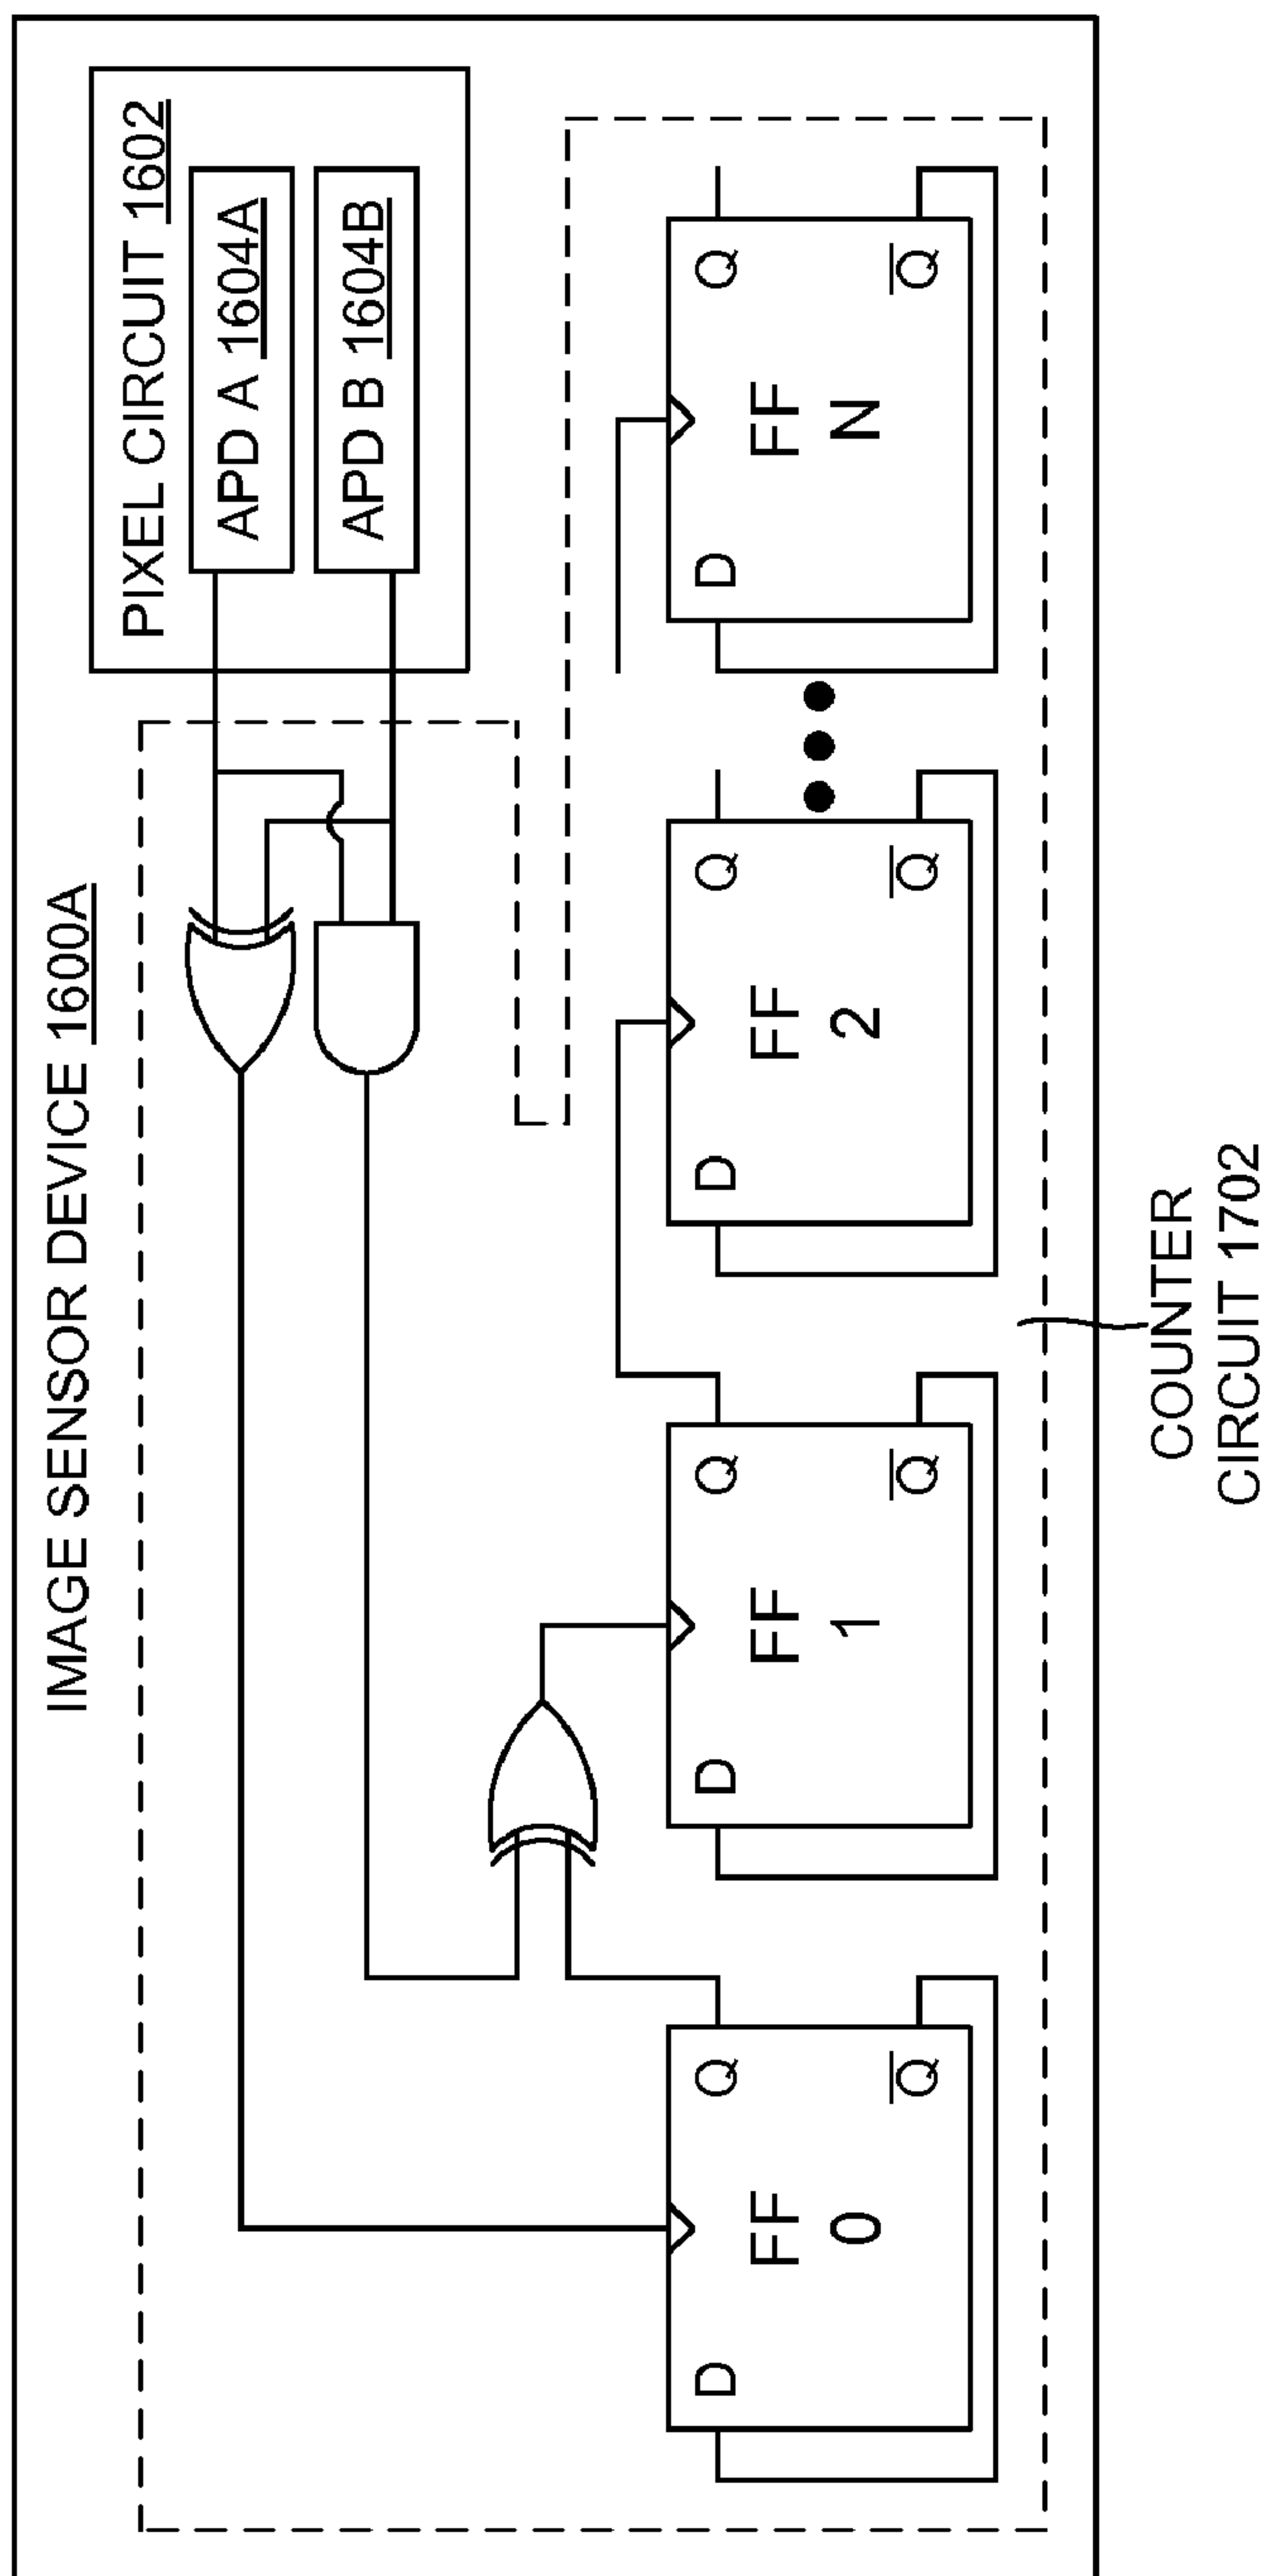 IMAGE SENSOR DEVICE 1600A
PIXEL CIRCUIT 1602
APD A 1604A
APD B 1604B
D
Q
FF
0
Q
D
Q
FF
1
Q
D
Q
FF
2
Q
D
Q
FF
N
Q
COUNTER
CIRCUIT 1702